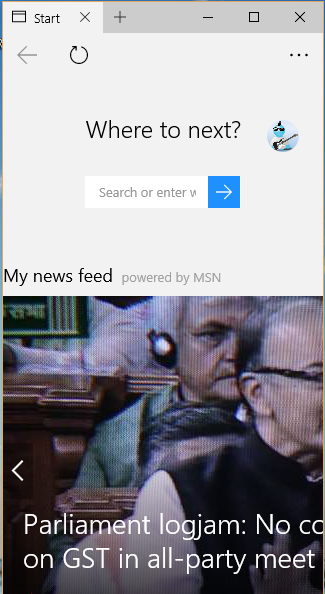 Start
Where to next?
Search or enter w
My news feed powered by MSN
Parliament logjam: No co
on GST in all-party meet